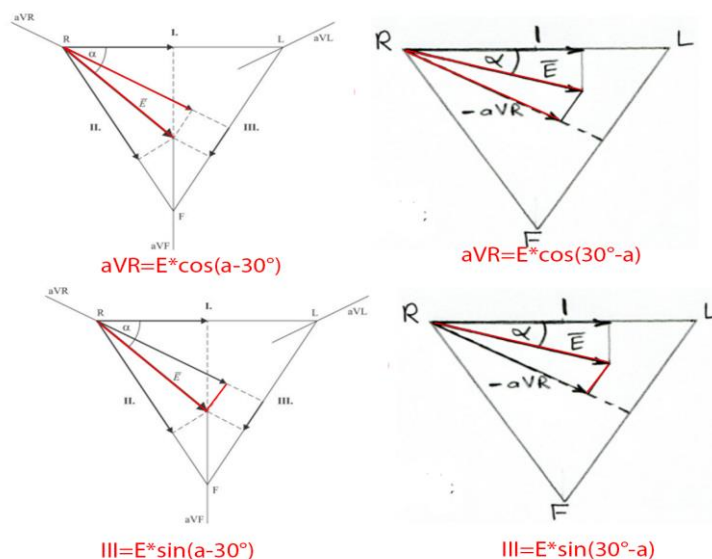 aVR
R
I.
L
aVL
α
E
II.
III.
F
aVF
aVR=E*cos(a-30°)
R
I
L
α
E
-aVR
F
aVR=E*cos(30°-a)
aVR
R
I.
L
aVL
α
E
II.
III.
F
aVF
III=E*sin(a-30°)
R
I
L
α
E
-aVR
F
III=E*sin(30°-a)